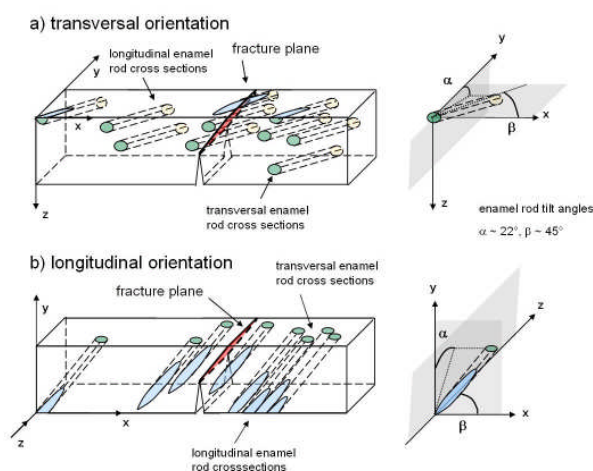 a) transversal orientation
longitudinal enamel
rod cross sections
fracture plane
y
x
z
transversal enamel
rod cross sections
y
α
x
β
z
enamel rod tilt angles
α ~ 22°, β ~ 45°
b) longitudinal orientation
transversal enamel
rod cross sections
fracture plane
y
x
z
longitudinal enamel
rod crosssections
y
z
α
x
β